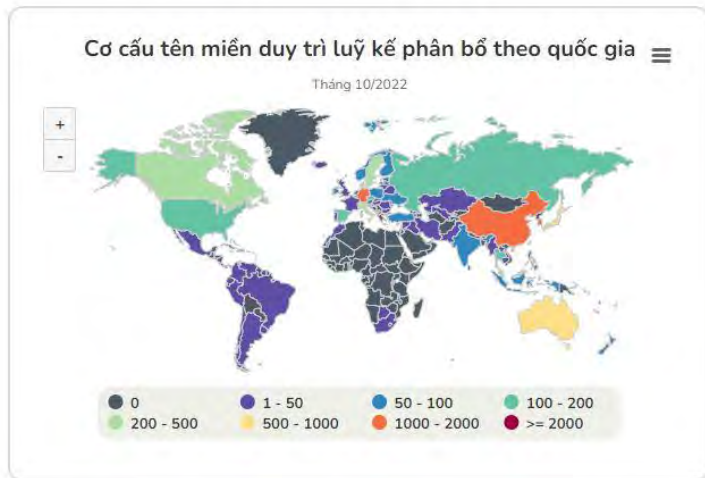 Cơ cấu tên miền duy trì luỹ kế phân bổ theo quốc gia
Tháng 10/2022
+
-
0
1 - 50
50 - 100
100 - 200
200 - 500
500 - 1000
1000 - 2000
>= 2000